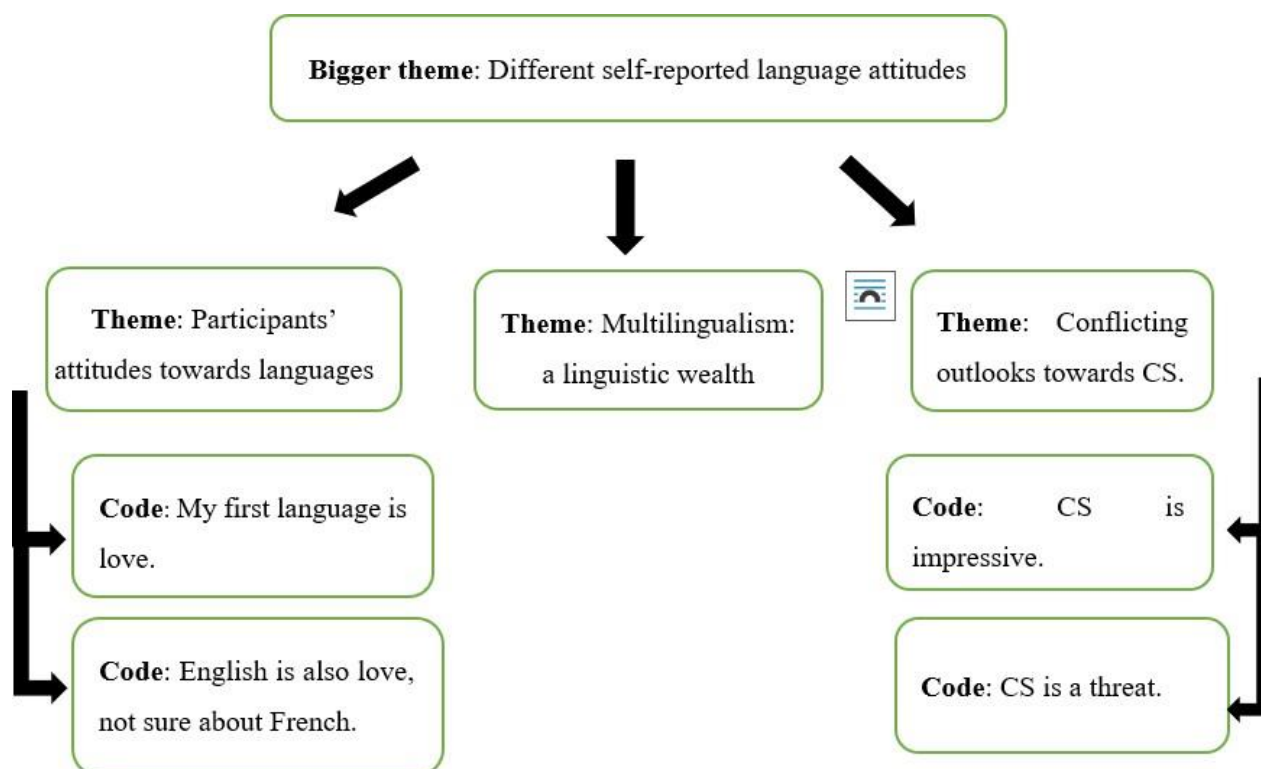 Bigger theme: Different self-reported language attitudes
Theme: Participants’
attitudes towards languages
Theme: Multilingualism:
a linguistic wealth
Theme: Conflicting
outlooks towards CS.
Code: My first language is
love.
Code: English is also love,
not sure about French.
Code: CS is
impressive.
Code: CS is a threat.